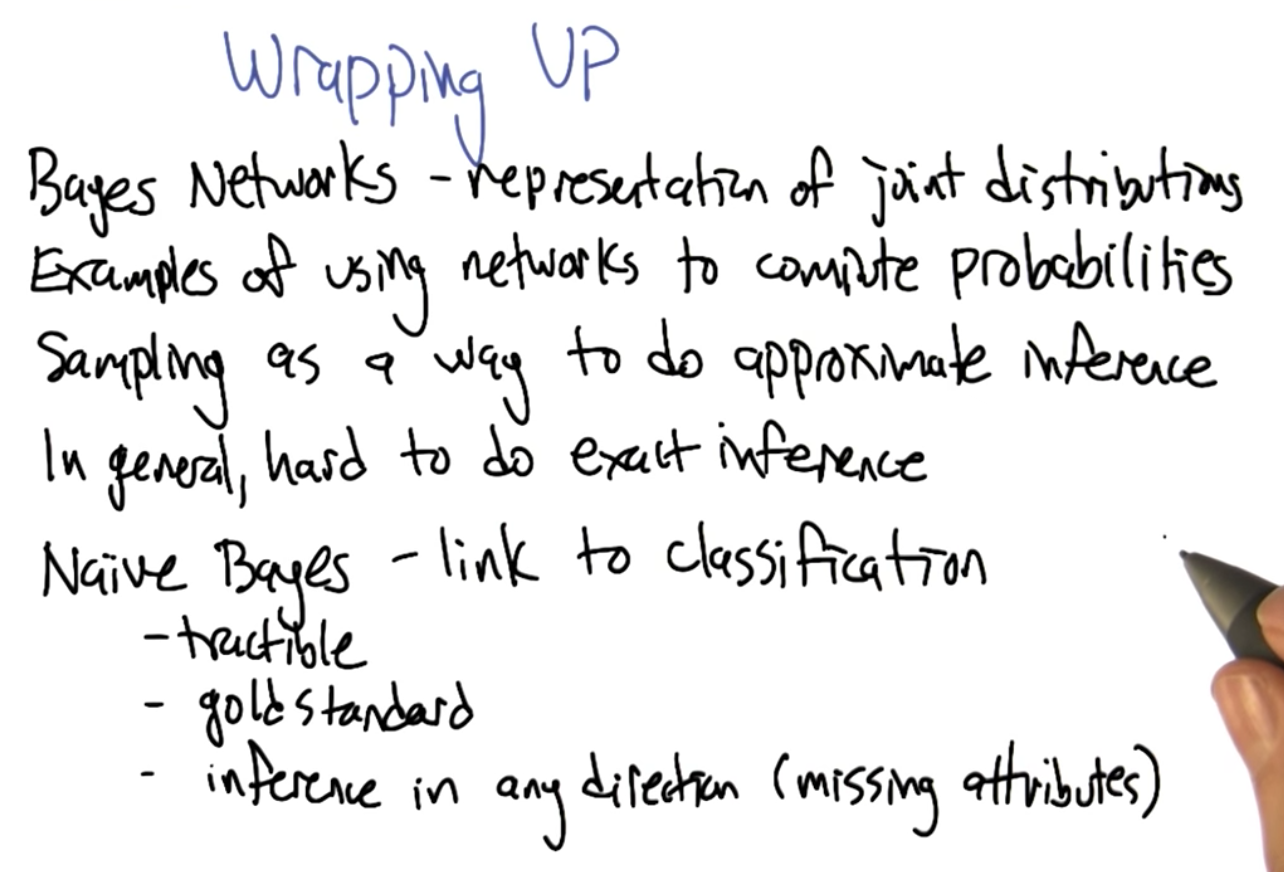 Wrapping Up
Bayes Networks - representation of joint distributions
Examples of using networks to compute probabilities
Sampling as a way to do approximate inference
In general, hard to do exact inference
Naïve Bayes - link to classification
- tractible
- gold standard
- inference in any direction (missing attributes)